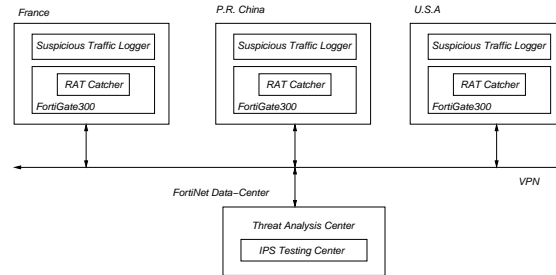 France
P.R. China
U.S.A
Suspicious Traffic Logger
Suspicious Traffic Logger
Suspicious Traffic Logger
RAT Catcher
RAT Catcher
RAT Catcher
FortiGate300
FortiGate300
FortiGate300
VPN
FortiNet Data-Center
Threat Analysis Center
IPS Testing Center